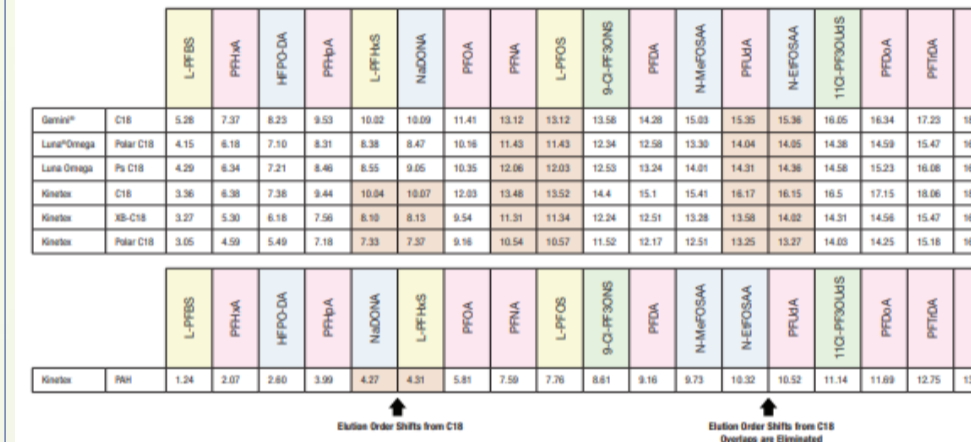 L-PFBS PFHxA HFPO-DA PFHpA L-PFHxS NaDONA PFOA PFNA L-PFOS 9-Cl-PF3ONS PFDA N-MeFOSAA PFUdA N-EtFOSAA 11Cl-PF3OUdS PFDoA PFTrDA
Gemini® C18 5.28 7.37 8.23 9.53 10.02 10.09 11.41 13.12 13.12 13.58 14.28 15.03 15.35 15.36 16.05 16.34 17.23
Luna®Omega Polar C18 4.15 6.18 7.10 8.31 8.38 8.47 10.16 11.43 11.43 12.34 12.58 13.30 14.04 14.05 14.38 14.59 15.47
Luna Omega Ps C18 4.29 6.34 7.21 8.46 8.55 9.05 10.35 12.06 12.03 12.53 13.24 14.01 14.31 14.36 14.58 15.23 16.08
Kinetex C18 3.36 6.38 7.38 9.44 10.04 10.07 12.03 13.48 13.52 14.4 15.1 15.41 16.17 16.15 16.5 17.15 18.06
Kinetex XB-C18 3.27 5.30 6.18 7.56 8.10 8.13 9.54 11.31 11.34 12.24 12.51 13.28 13.58 14.02 14.31 14.56 15.47
Kinetex Polar C18 3.05 4.59 5.49 7.18 7.33 7.37 9.16 10.54 10.57 11.52 12.17 12.51 13.25 13.27 14.03 14.25 15.18
L-PFBS PFHxA HFPO-DA PFHpA NaDONA L-PFHxS PFOA PFNA L-PFOS 9-Cl-PF3ONS PFDA N-MeFOSAA N-EtFOSAA PFUdA 11Cl-PF3OUdS PFDoA PFTrDA
Kinetex PAH 1.24 2.07 2.60 3.99 4.27 4.31 5.81 7.59 7.76 8.61 9.16 9.73 10.32 10.52 11.14 11.69 12.75
Elution Order Shifts from C18
Elution Order Shifts from C18
Overlaps are Eliminated